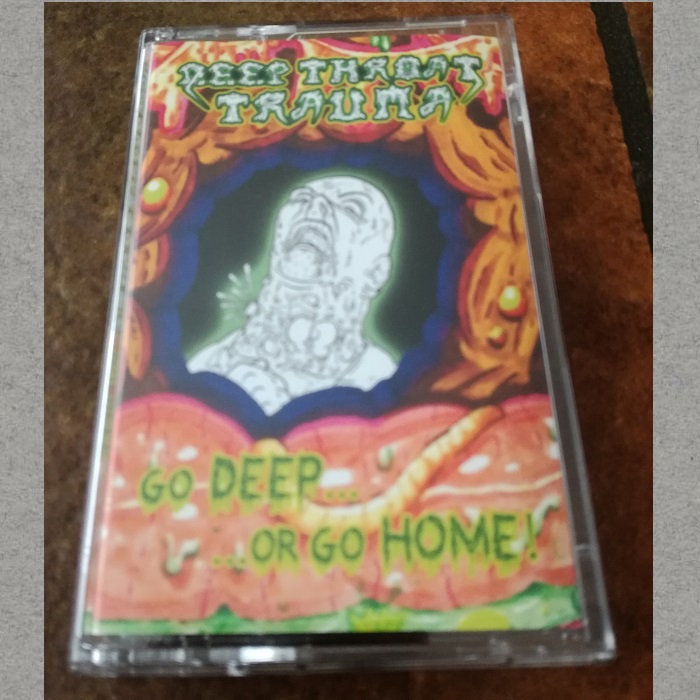 DEEP THROAT
TRAUMA
GO DEEP...
...OR GO HOME!